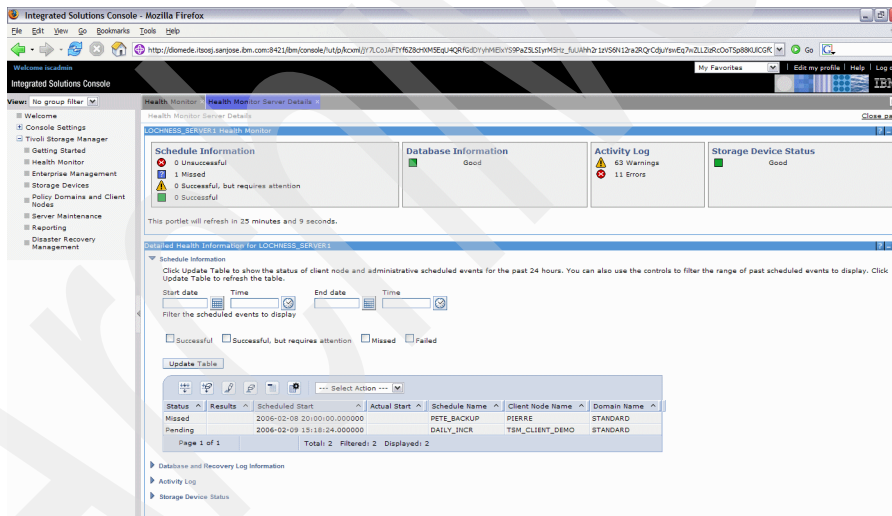 Integrated Solutions Console - Mozilla Firefox
File Edit View Go Bookmarks Tools Help
Go
Welcome iscadmin
My Favorites Edit my profile Help
Integrated Solutions Console
View: No group filter
Health Monitor Health Monitor Server Details
Welcome
Console Settings
Tivoli Storage Manager
Getting Started
Health Monitor
Enterprise Management
Storage Devices
Policy Domains and Client Nodes
Server Maintenance
Reporting
Disaster Recovery Management
Health Monitor Server Details
LOCHNESS_SERVER1 Health Monitor
Schedule Information
0 Unsuccessful
1 Missed
0 Successful, but requires attention
0 Successful
Database Information
Good
Activity Log
63 Warnings
11 Errors
Storage Device Status
Good
This portlet will refresh in 25 minutes and 9 seconds.
Detailed Health Information for LOCHNESS_SERVER1
Schedule Information
Click Update Table to show the status of client node and administrative scheduled events for the past 24 hours. You can also use the controls to filter the range of past scheduled events to display. Click
Update Table to refresh the table.
Start date Time End date Time
Filter the scheduled events to display
Successful Successful, but requires attention Missed Failed
Update Table
--- Select Action ---
Status Results Scheduled Start Actual Start Schedule Name Client Node Name Domain Name
Missed 2006-02-08 20:00:00.000000 PETE_BACKUP PIERRE STANDARD
Pending 2006-02-09 15:18:24.000000 DAILY_INCR TSM_CLIENT_DEMO STANDARD
Page 1 of 1 Total: 2 Filtered: 2 Displayed: 2
Database and Recovery Log Information
Activity Log
Storage Device Status